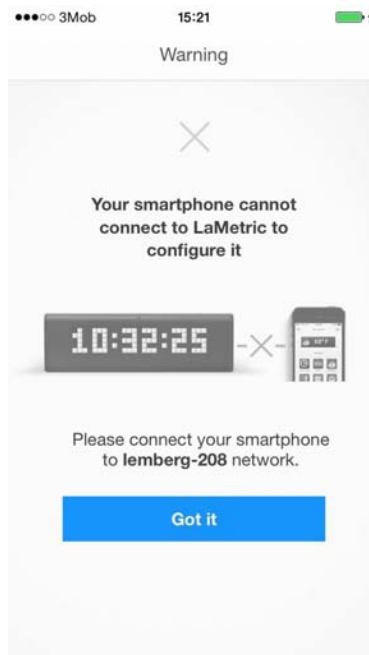 3Mob 15:21
Warning
Your smartphone cannot
connect to LaMetric to
configure it
10:32:25
Please connect your smartphone
to lemberg-208 network.
Got it